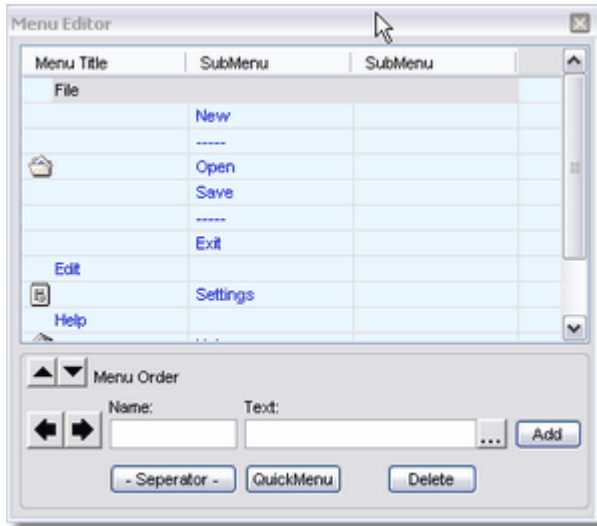 Menu Editor
Menu Title SubMenu SubMenu
File
New
-----
Open
Save
-----
Exit
Edit
Settings
Help
Menu Order
Name: Text:
... Add
- Seperator - QuickMenu Delete